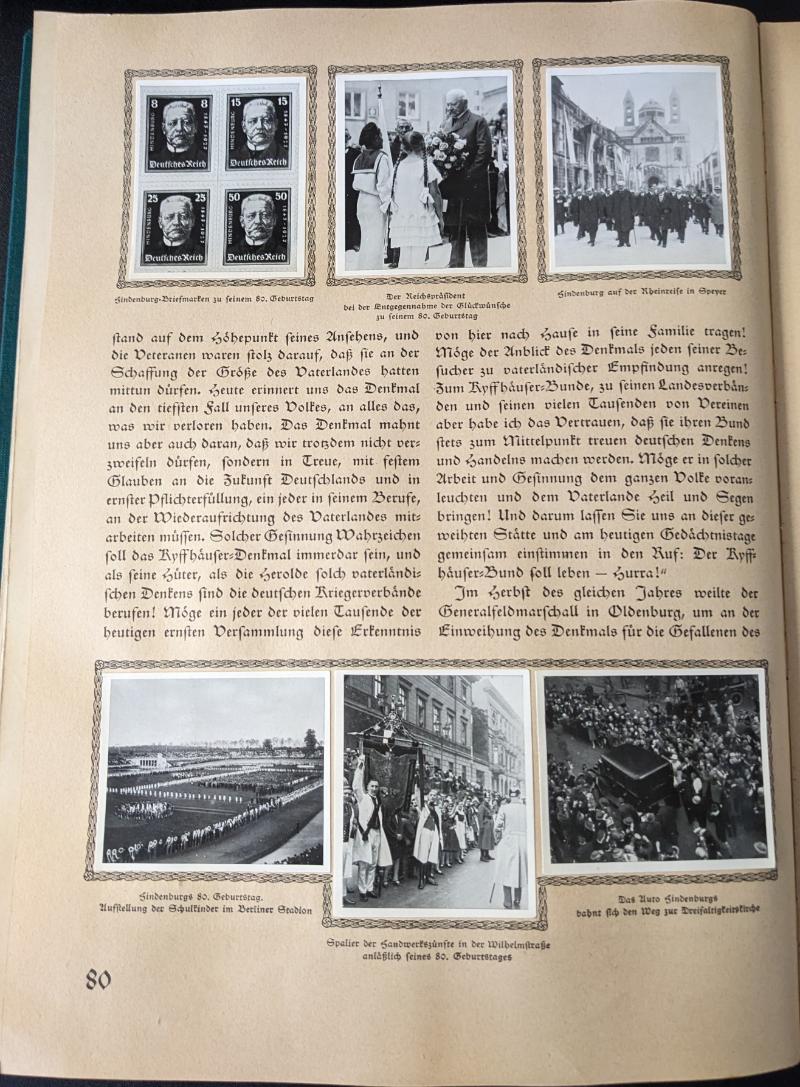 8 8
HINDENBURG
1847-1927
Deutsches Reich
15 15
HINDENBURG
1847-1927
Deutsches Reich
25 25
HINDENBURG
1847-1927
Deutsches Reich
50 50
HINDENBURG
1847-1927
Deutsches Reich
Hindenburg-Briefmarken zu seinem 80. Geburtstag
Der Reichspräsident
bei der Entgegennahme der Glückwünsche
zu seinem 80. Geburtstag
Hindenburg auf der Rheinreise in Speyer
stand auf dem Höhepunkt seines Ansehens, und
die Veteranen waren stolz darauf, daß sie an der
Schaffung der Größe des Vaterlandes hatten
mittun dürfen. Heute erinnert uns das Denkmal
an den tiefsten Fall unseres Volkes, an alles das,
was wir verloren haben. Das Denkmal mahnt
uns aber auch daran, daß wir trotzdem nicht ver-
zweifeln dürfen, sondern in Treue, mit festem
Glauben an die Zukunft Deutschlands und in
ernster Pflichterfüllung, ein jeder in seinem Berufe,
an der Wiederaufrichtung des Vaterlandes mit-
arbeiten müssen. Solcher Gesinnung Wahrzeichen
soll das Kyffhäuser-Denkmal immerdar sein, und
als seine Hüter, als die Herolde solch vaterländi-
schen Denkens sind die deutschen Kriegerverbände
berufen! Möge ein jeder der vielen Tausende der
heutigen ernsten Versammlung diese Erkenntnis
von hier nach Hause in seine Familie tragen!
Möge der Anblick des Denkmals jeden seiner Be-
sucher zu vaterländischer Empfindung anregen!
Zum Kyffhäuser-Bunde, zu seinen Landesverbän-
den und seinen vielen Tausenden von Vereinen
aber habe ich das Vertrauen, daß sie ihren Bund
stets zum Mittelpunkt treuen deutschen Denkens
und Handelns machen werden. Möge er in solcher
Arbeit und Gesinnung dem ganzen Volke voran-
leuchten und dem Vaterlande Heil und Segen
bringen! Und darum lassen Sie uns an dieser ge-
weihten Stätte und am heutigen Gedächtnistage
gemeinsam einstimmen in den Ruf: Der Kyff-
häuser-Bund soll leben — Hurra!“
Im Herbst des gleichen Jahres weilte der
Generalfeldmarschall in Oldenburg, um an der
Einweihung des Denkmals für die Gefallenen des
Hindenburgs 80. Geburtstag.
Aufstellung der Schulkinder im Berliner Stadion
Spalier der Handwerkszünfte in der Wilhelmstraße
anläßlich seines 80. Geburtstages
Das Auto Hindenburgs
bahnt sich den Weg zur Dreifaltigkeitskirche
80